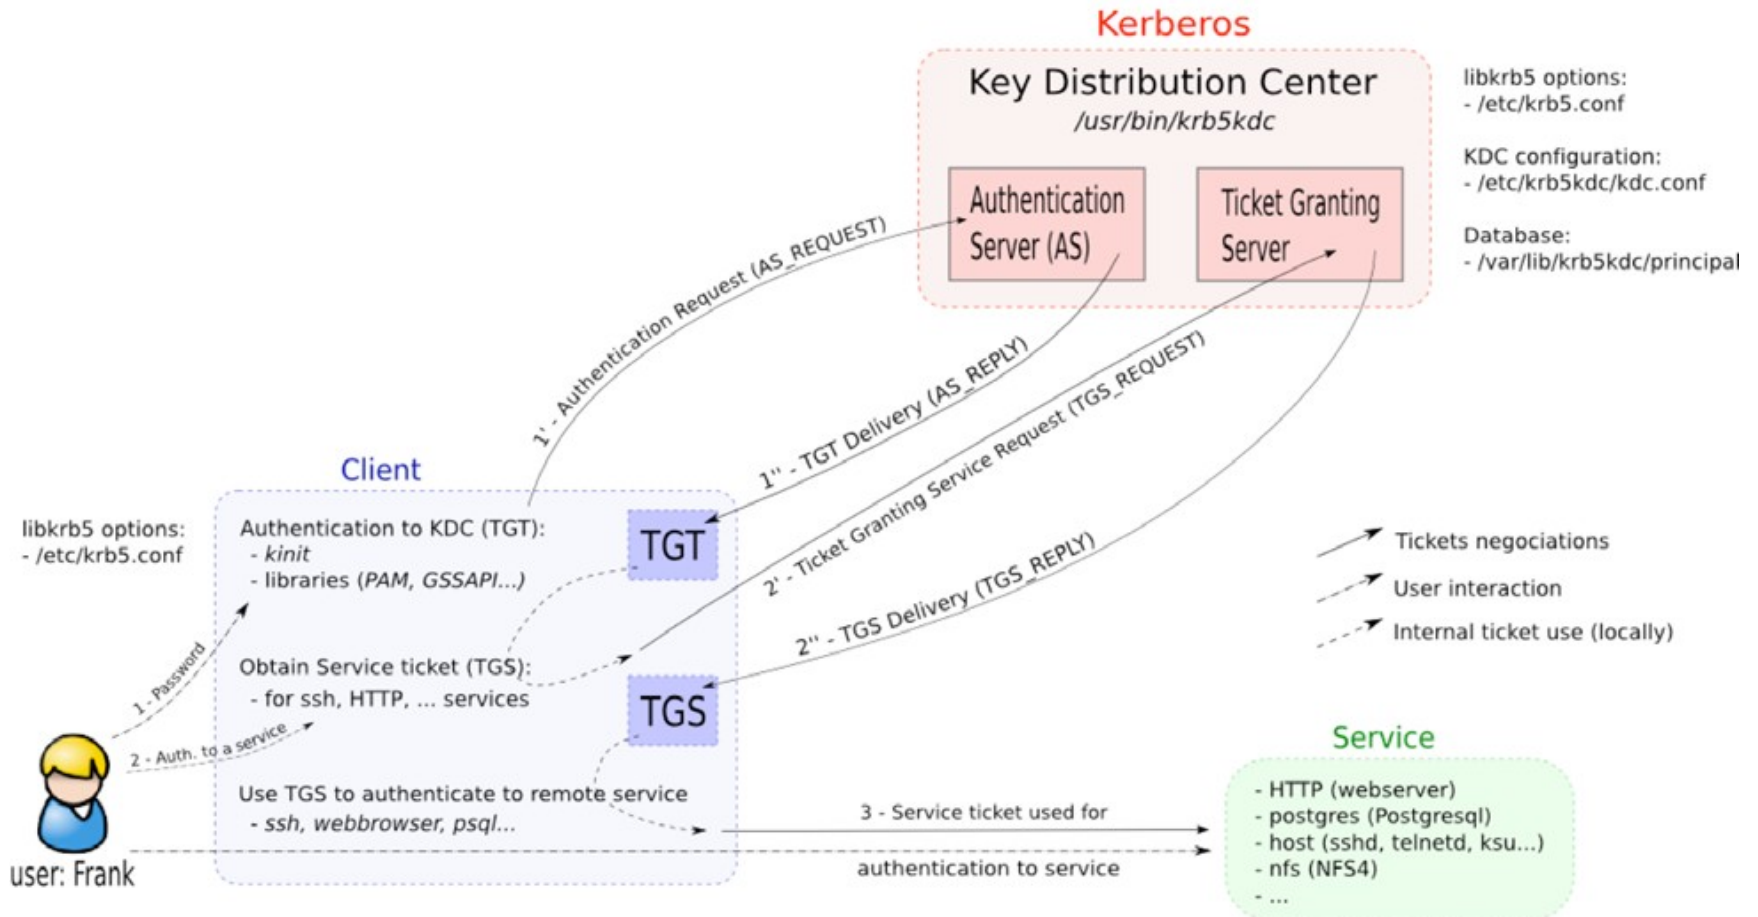 Kerberos
Key Distribution Center
/usr/bin/krb5kdc
Authentication
Server (AS)
Ticket Granting
Server
libkrb5 options:
- /etc/krb5.conf
KDC configuration:
- /etc/krb5kdc/kdc.conf
Database:
- /var/lib/krb5kdc/principal
1' - Authentication Request (AS_REQUEST)
1'' - TGT Delivery (AS_REPLY)
2' - Ticket Granting Service Request (TGS_REQUEST)
2'' - TGS Delivery (TGS_REPLY)
Client
libkrb5 options:
- /etc/krb5.conf
Authentication to KDC (TGT):
- kinit
- libraries (PAM, GSSAPI...)
TGT
Obtain Service ticket (TGS):
- for ssh, HTTP, ... services
TGS
Use TGS to authenticate to remote service
- ssh, webbrowser, psql...
1 - Password
2 - Auth. to a service
user: Frank
3 - Service ticket used for
authentication to service
Tickets negociations
User interaction
Internal ticket use (locally)
Service
- HTTP (webserver)
- postgres (Postgresql)
- host (sshd, telnetd, ksu...)
- nfs (NFS4)
- ...